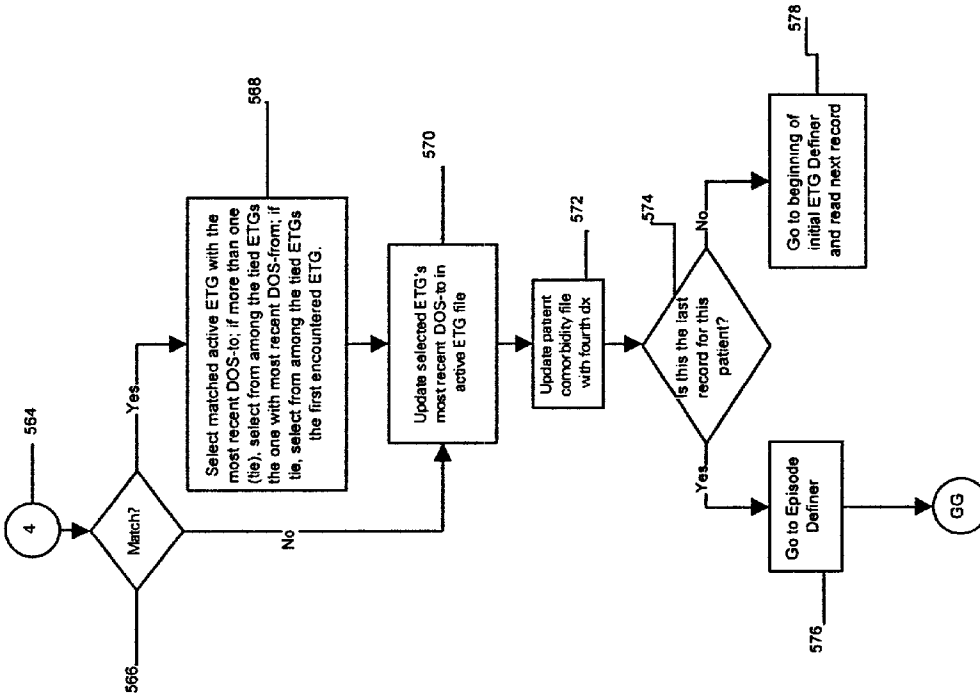 4
564
Match?
566
Yes
No
Select matched active ETG with the
most recent DOS-to; if more than one
(tie), select from among the tied ETGs
the one with most recent DOS-from; if
tie, select from among the tied ETGs
the first encountered ETG.
568
Update selected ETG's
most recent DOS-to in
active ETG file
570
Update patient
comorbidity file
with fourth dx
572
Is this the last
record for this
patient?
574
Yes
No
Go to Episode
Definer
576
Go to beginning of
initial ETG Definer
and read next record
578
GG